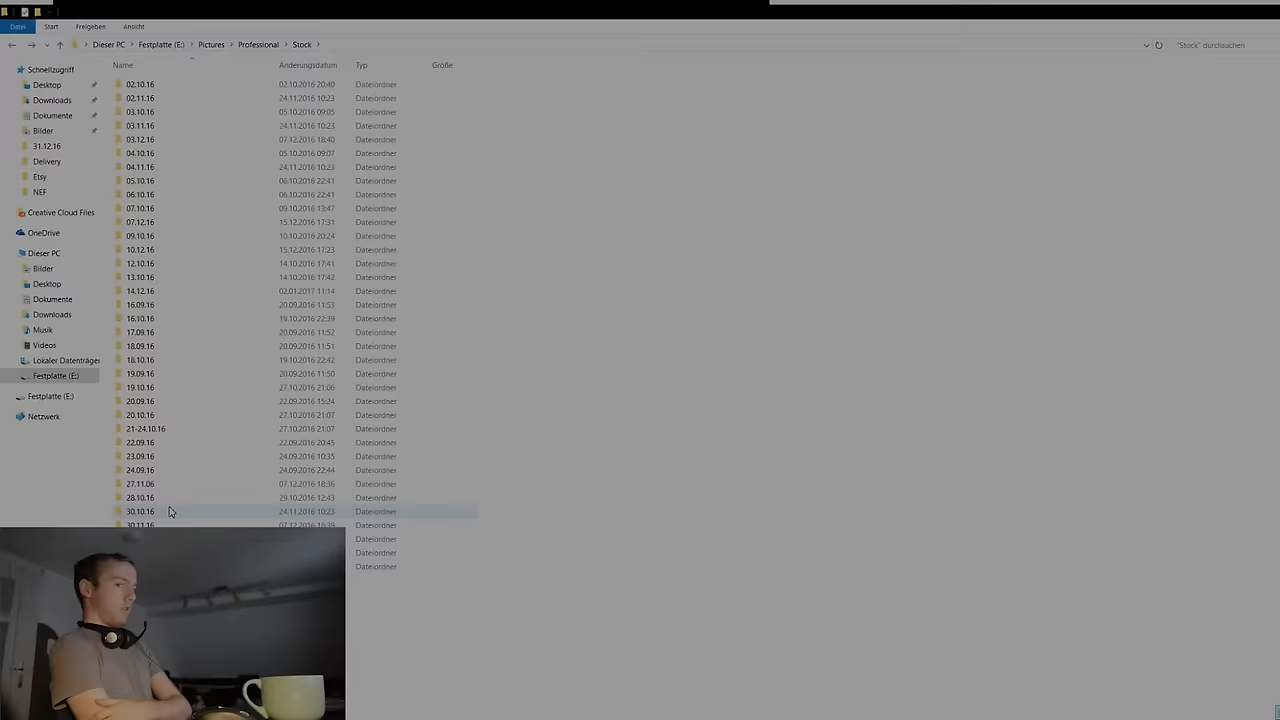 Datei Start Freigeben Ansicht
Dieser PC Festplatte (E:) Pictures Professional Stock "Stock" durchsuchen
Name Änderungsdatum Typ Größe
Schnellzugriff
Desktop
Downloads
Dokumente
Bilder
31.12.16
Delivery
Etsy
NEF
Creative Cloud Files
OneDrive
Dieser PC
Bilder
Desktop
Dokumente
Downloads
Musik
Videos
Lokaler Datenträger
Festplatte (E:)
Festplatte (E:)
Netzwerk
02.10.16 02.10.2016 20:40 Dateiordner
02.11.16 24.11.2016 10:23 Dateiordner
03.10.16 05.10.2016 09:05 Dateiordner
03.11.16 24.11.2016 10:23 Dateiordner
03.12.16 07.12.2016 18:40 Dateiordner
04.10.16 05.10.2016 09:07 Dateiordner
04.11.16 24.11.2016 10:23 Dateiordner
05.10.16 06.10.2016 22:41 Dateiordner
06.10.16 06.10.2016 22:41 Dateiordner
07.10.16 09.10.2016 13:47 Dateiordner
07.12.16 15.12.2016 17:31 Dateiordner
09.10.16 10.10.2016 20:24 Dateiordner
10.12.16 15.12.2016 17:23 Dateiordner
12.10.16 14.10.2016 17:41 Dateiordner
13.10.16 14.10.2016 17:42 Dateiordner
14.12.16 02.01.2017 11:14 Dateiordner
16.09.16 20.09.2016 11:53 Dateiordner
16.10.16 19.10.2016 22:39 Dateiordner
17.09.16 20.09.2016 11:52 Dateiordner
18.09.16 20.09.2016 11:51 Dateiordner
18.10.16 19.10.2016 22:42 Dateiordner
19.09.16 20.09.2016 11:50 Dateiordner
19.10.16 27.10.2016 21:06 Dateiordner
20.09.16 22.09.2016 15:24 Dateiordner
20.10.16 27.10.2016 21:07 Dateiordner
21-24.10.16 27.10.2016 21:07 Dateiordner
22.09.16 22.09.2016 20:45 Dateiordner
23.09.16 24.09.2016 10:35 Dateiordner
24.09.16 24.09.2016 22:44 Dateiordner
27.11.06 07.12.2016 18:36 Dateiordner
28.10.16 29.10.2016 12:43 Dateiordner
30.10.16 24.11.2016 10:23 Dateiordner
30.11.16 07.12.2016 18:39 Dateiordner
Dateiordner
Dateiordner
Dateiordner